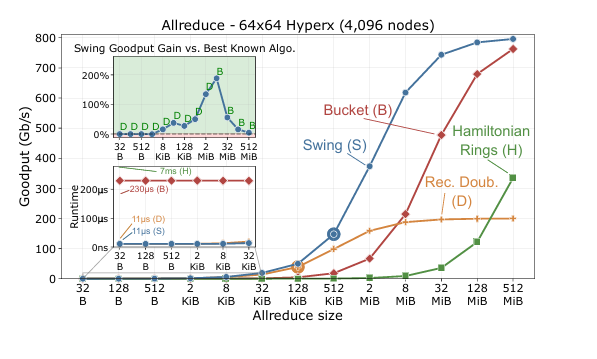 Allreduce - 64x64 Hyperx (4,096 nodes)
Goodput (Gb/s)
800
700
600
500
400
300
200
100
0
Swing Goodput Gain vs. Best Known Algo.
200%
100%
0%
D D D D D D D D D D B B B
32 B
512 B
8 KiB
128 KiB
2 MiB
32 MiB
512 MiB
Runtime
200μs
100μs
0ns
7ms (H)
230μs (B)
11μs (D)
11μs (S)
32 B
128 B
512 B
2 KiB
8 KiB
32 KiB
Swing (S)
Bucket (B)
Hamiltonian
Rings (H)
Rec. Doub.
(D)
32 B
128 B
512 B
2 KiB
8 KiB
32 KiB
128 KiB
512 KiB
2 MiB
8 MiB
32 MiB
128 MiB
512 MiB
Allreduce size